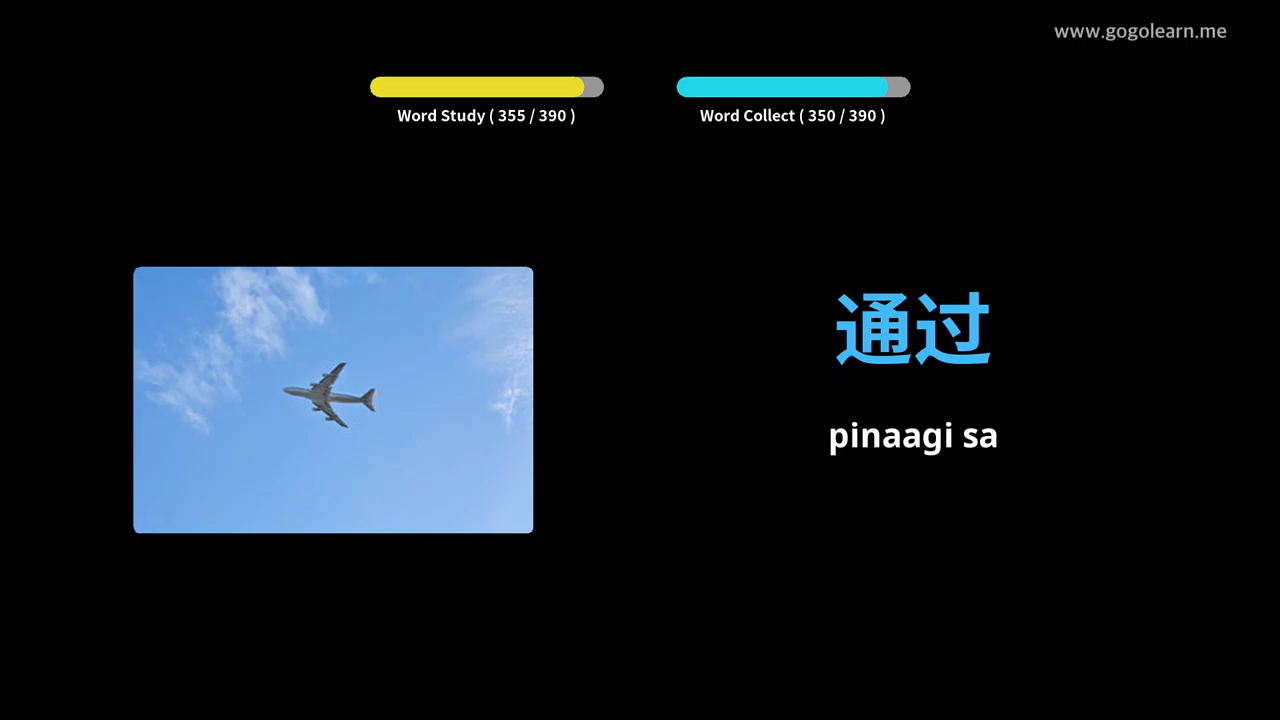 www.gogolearn.me
Word Study ( 355 / 390 )
Word Collect ( 350 / 390 )
通过
pinaagi sa